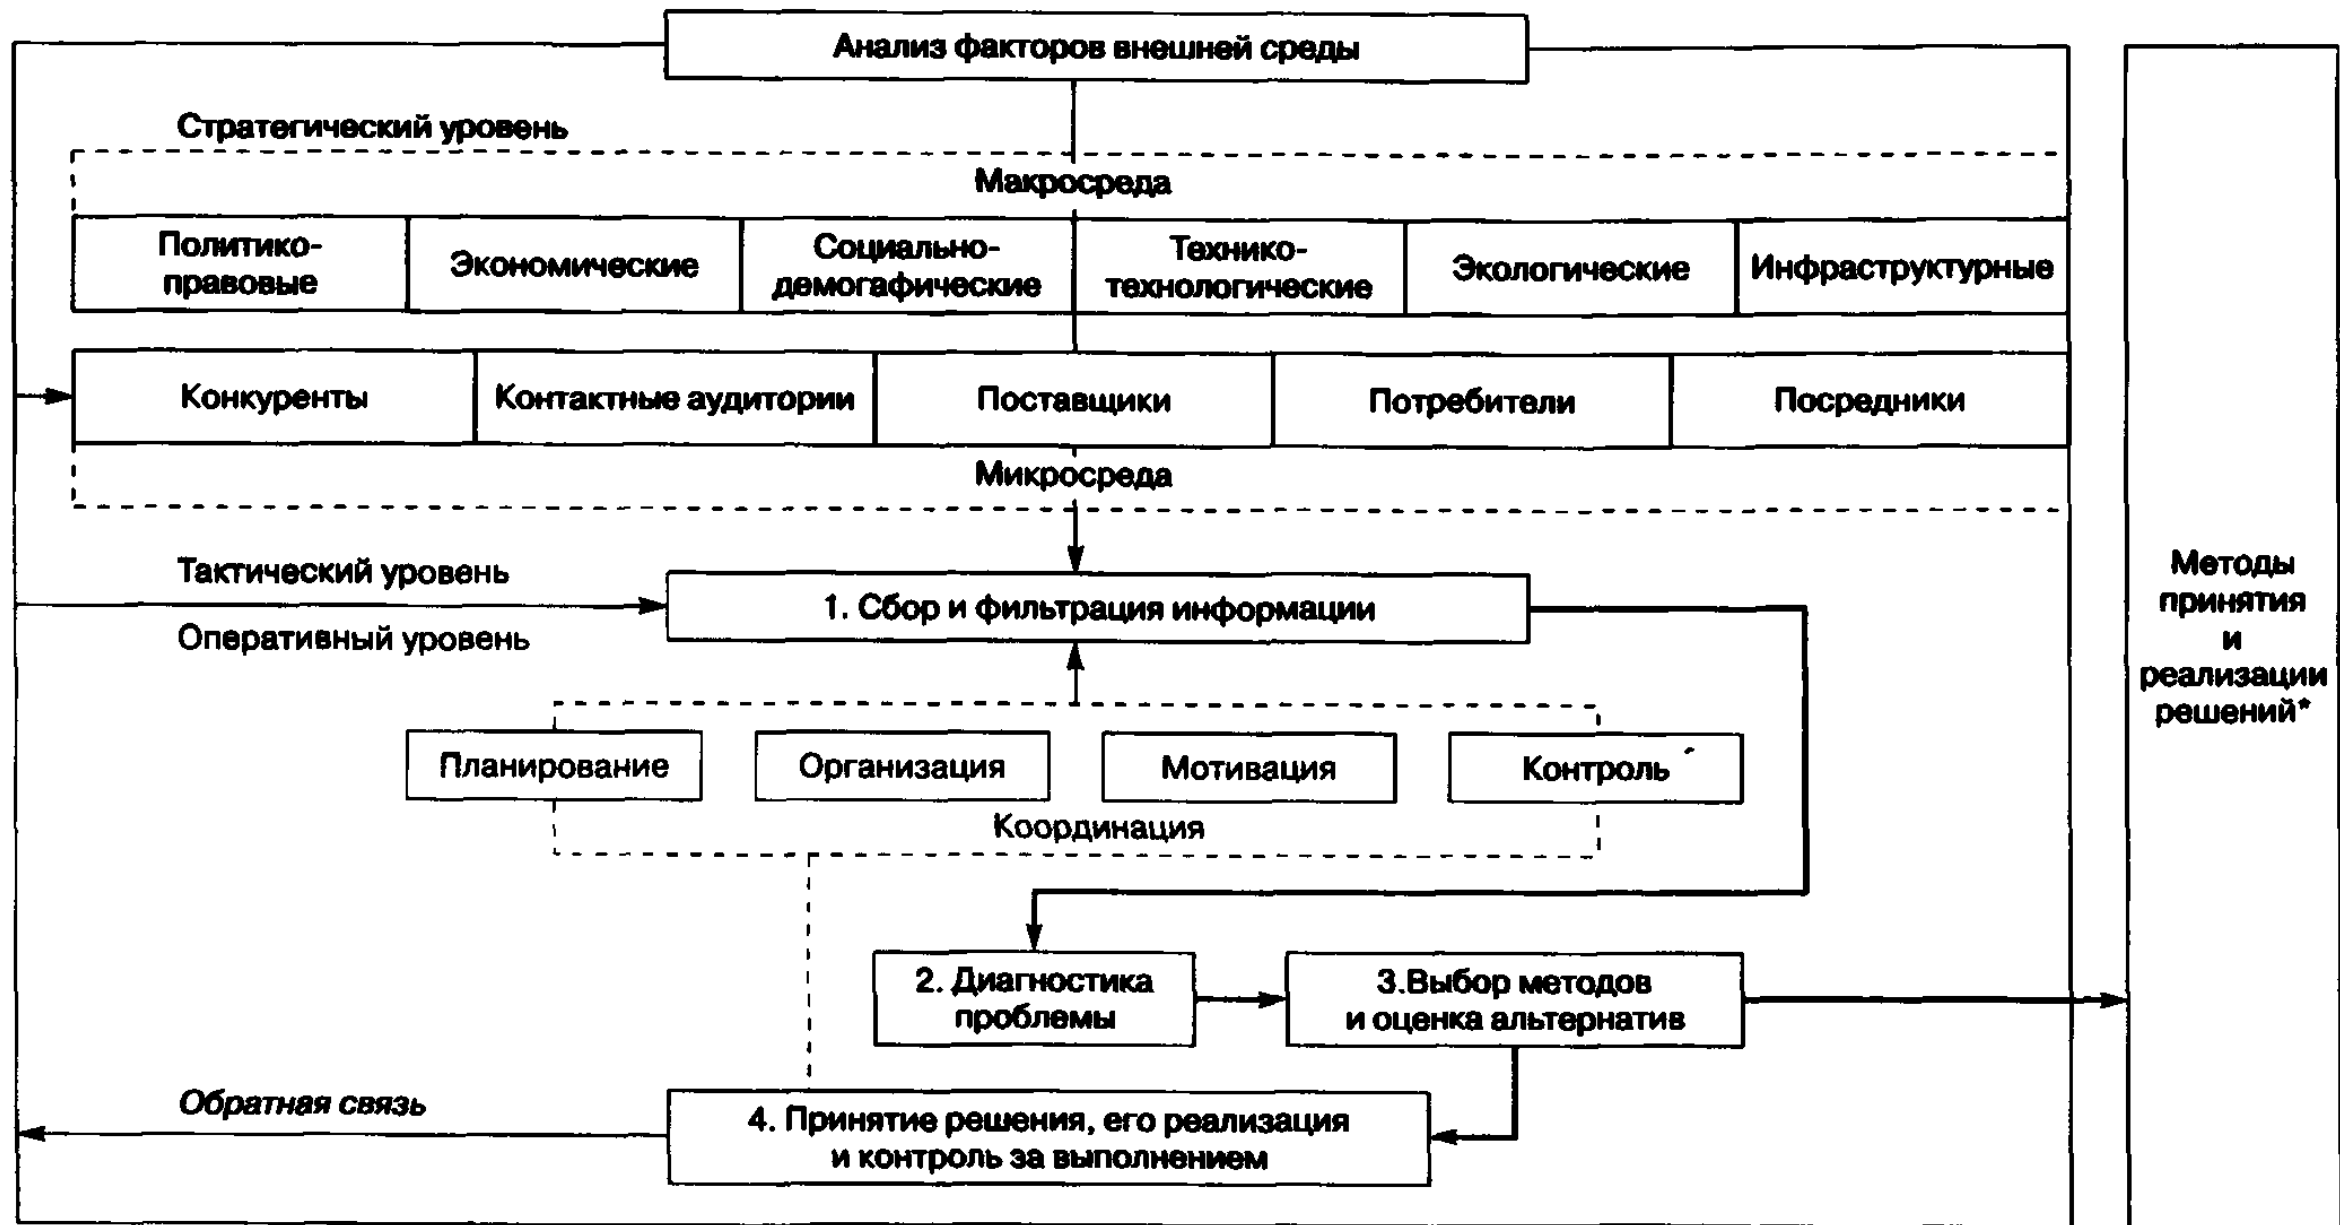 Анализ факторов внешней среды
Стратегический уровень
Макросреда
Политико-
правовые
Экономические
Социально-
демогафические
Технико-
технологические
Экологические
Инфраструктурные
Конкуренты
Контактные аудитории
Поставщики
Потребители
Посредники
Микросреда
Тактический уровень
Оперативный уровень
1. Сбор и фильтрация информации
Планирование
Организация
Мотивация
Контроль
Координация
2. Диагностика
проблемы
3.Выбор методов
и оценка альтернатив
Обратная связь
4. Принятие решения, его реализация
и контроль за выполнением
Методы
принятия
и
реализации
решений*